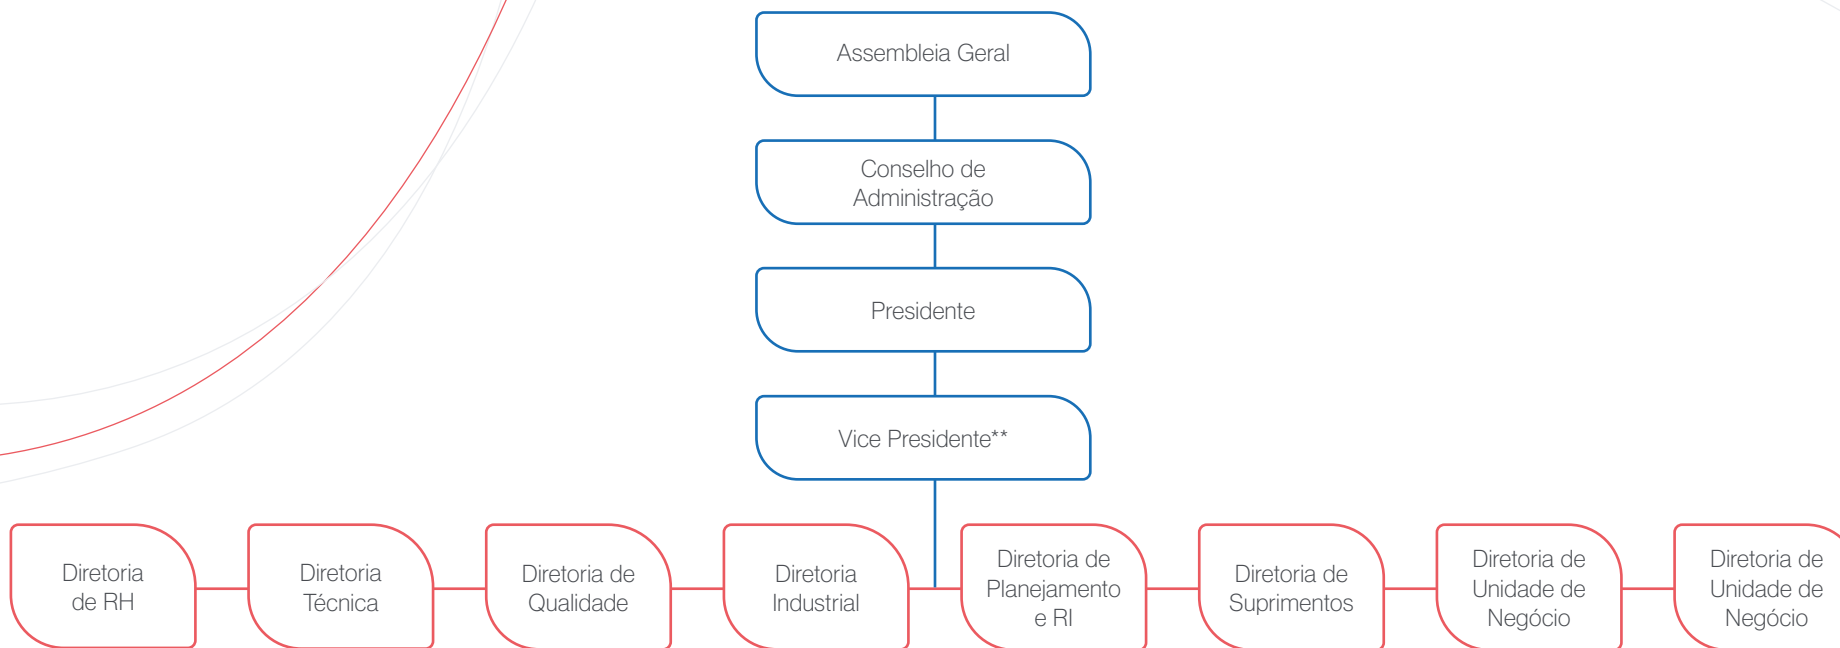 Assembleia Geral
Conselho de
Administração
Presidente
Vice Presidente**
Diretoria
de RH
Diretoria
Técnica
Diretoria de
Qualidade
Diretoria
Industrial
Diretoria de
Planejamento
e RI
Diretoria de
Suprimentos
Diretoria de
Unidade de
Negócio
Diretoria de
Unidade de
Negócio